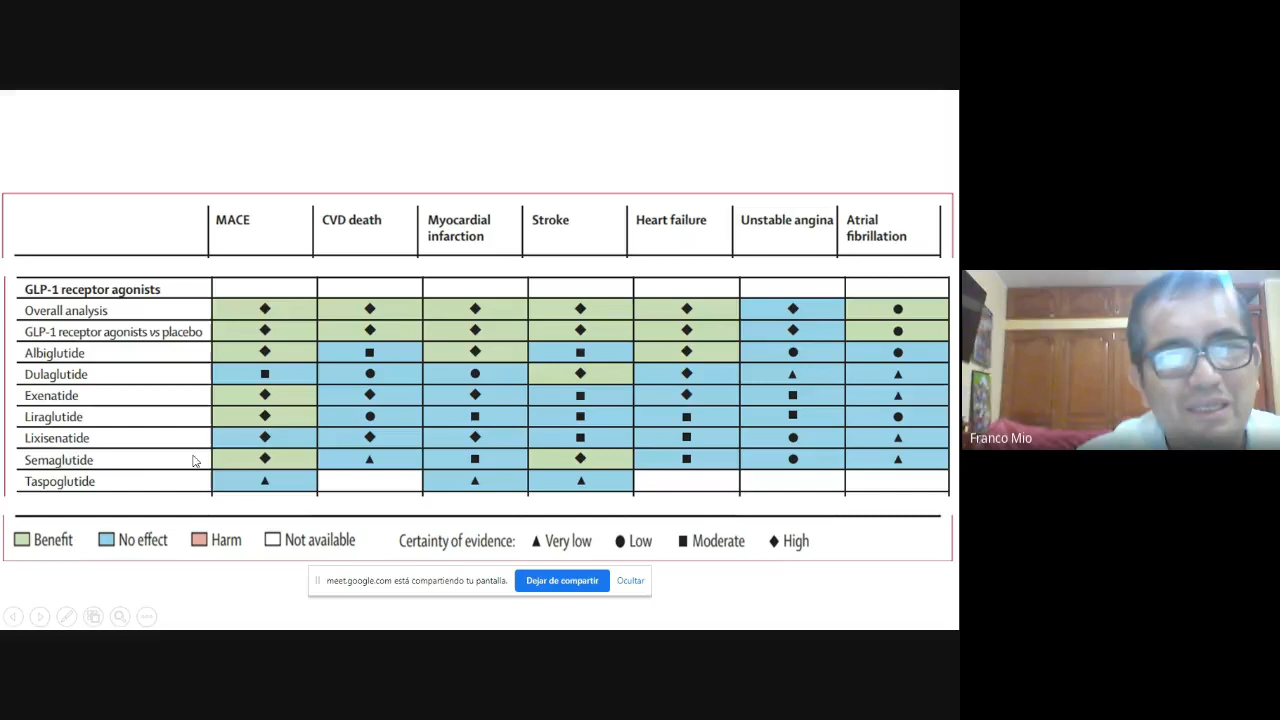 MACE CVD death Myocardial infarction Stroke Heart failure Unstable angina Atrial fibrillation
GLP-1 receptor agonists
Overall analysis
GLP-1 receptor agonists vs placebo
Albiglutide
Dulaglutide
Exenatide
Liraglutide
Lixisenatide
Semaglutide
Taspoglutide
Benefit No effect Harm Not available Certainty of evidence: Very low Low Moderate High
meet.google.com está compartiendo tu pantalla. Dejar de compartir Ocultar
Franco Mio